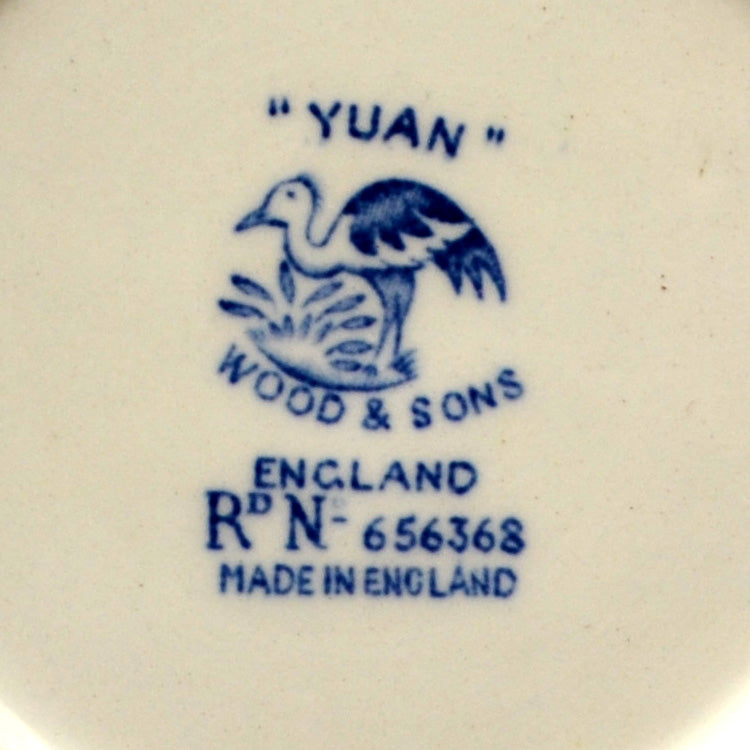 " YUAN "
WOOD & SONS
ENGLAND
Rᴰ Nº 656368
MADE IN ENGLAND